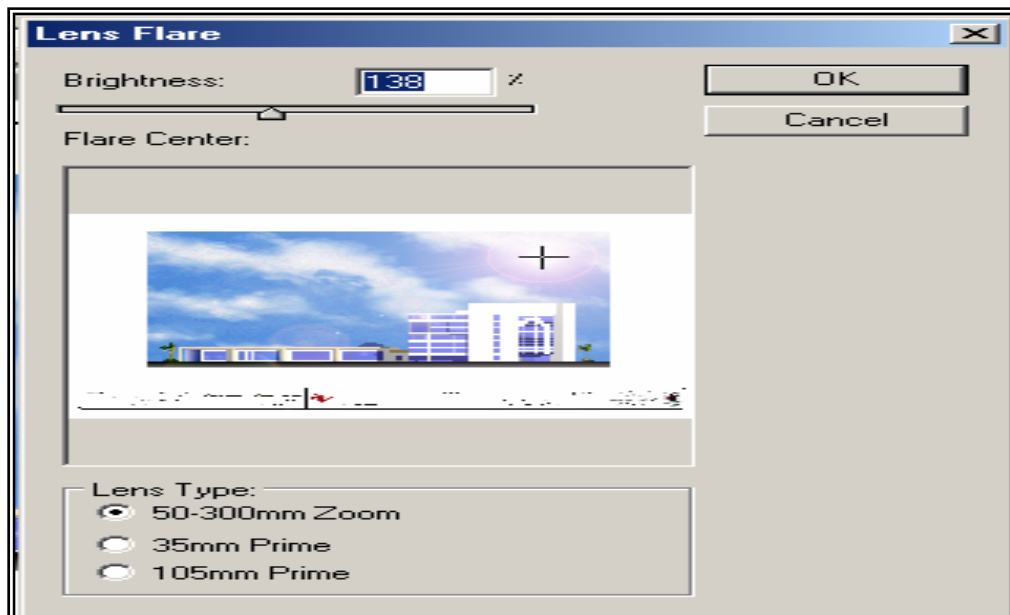 Lens Flare
Brightness: 138 %
OK
Cancel
Flare Center:
Lens Type:
50-300mm Zoom
35mm Prime
105mm Prime